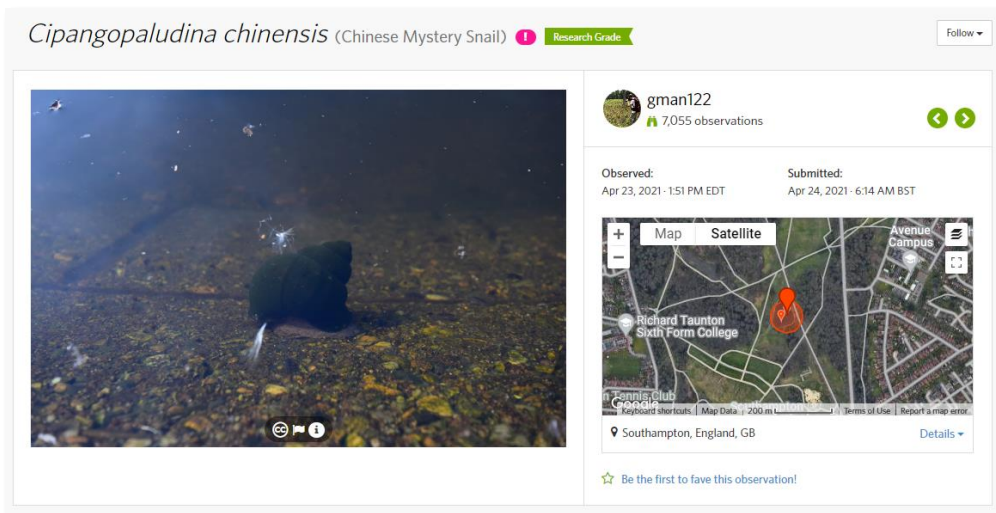 Cipangopaludina chinensis (Chinese Mystery Snail) ! Research Grade
Follow
gman122
7,055 observations
Observed:
Apr 23, 2021 · 1:51 PM EDT
Submitted:
Apr 24, 2021 · 6:14 AM BST
+ Map Satellite
−
Avenue
Campus
Richard Taunton
Sixth Form College
Tennis Club
Google
Keyboard shortcuts Map Data 200 m Terms of Use Report a map error
Southampton, England, GB
Details
Be the first to fave this observation!
cc i